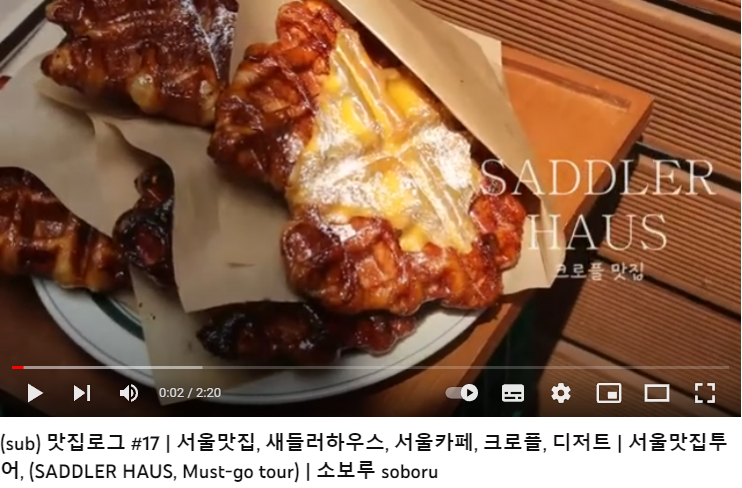 SADDLER
HAUS
크로플 맛집
0:02 / 2:20
(sub) 맛집로그 #17 | 서울맛집, 새들러하우스, 서울카페, 크로플, 디저트 | 서울맛집투
어, (SADDLER HAUS, Must-go tour) | 소보루 soboru